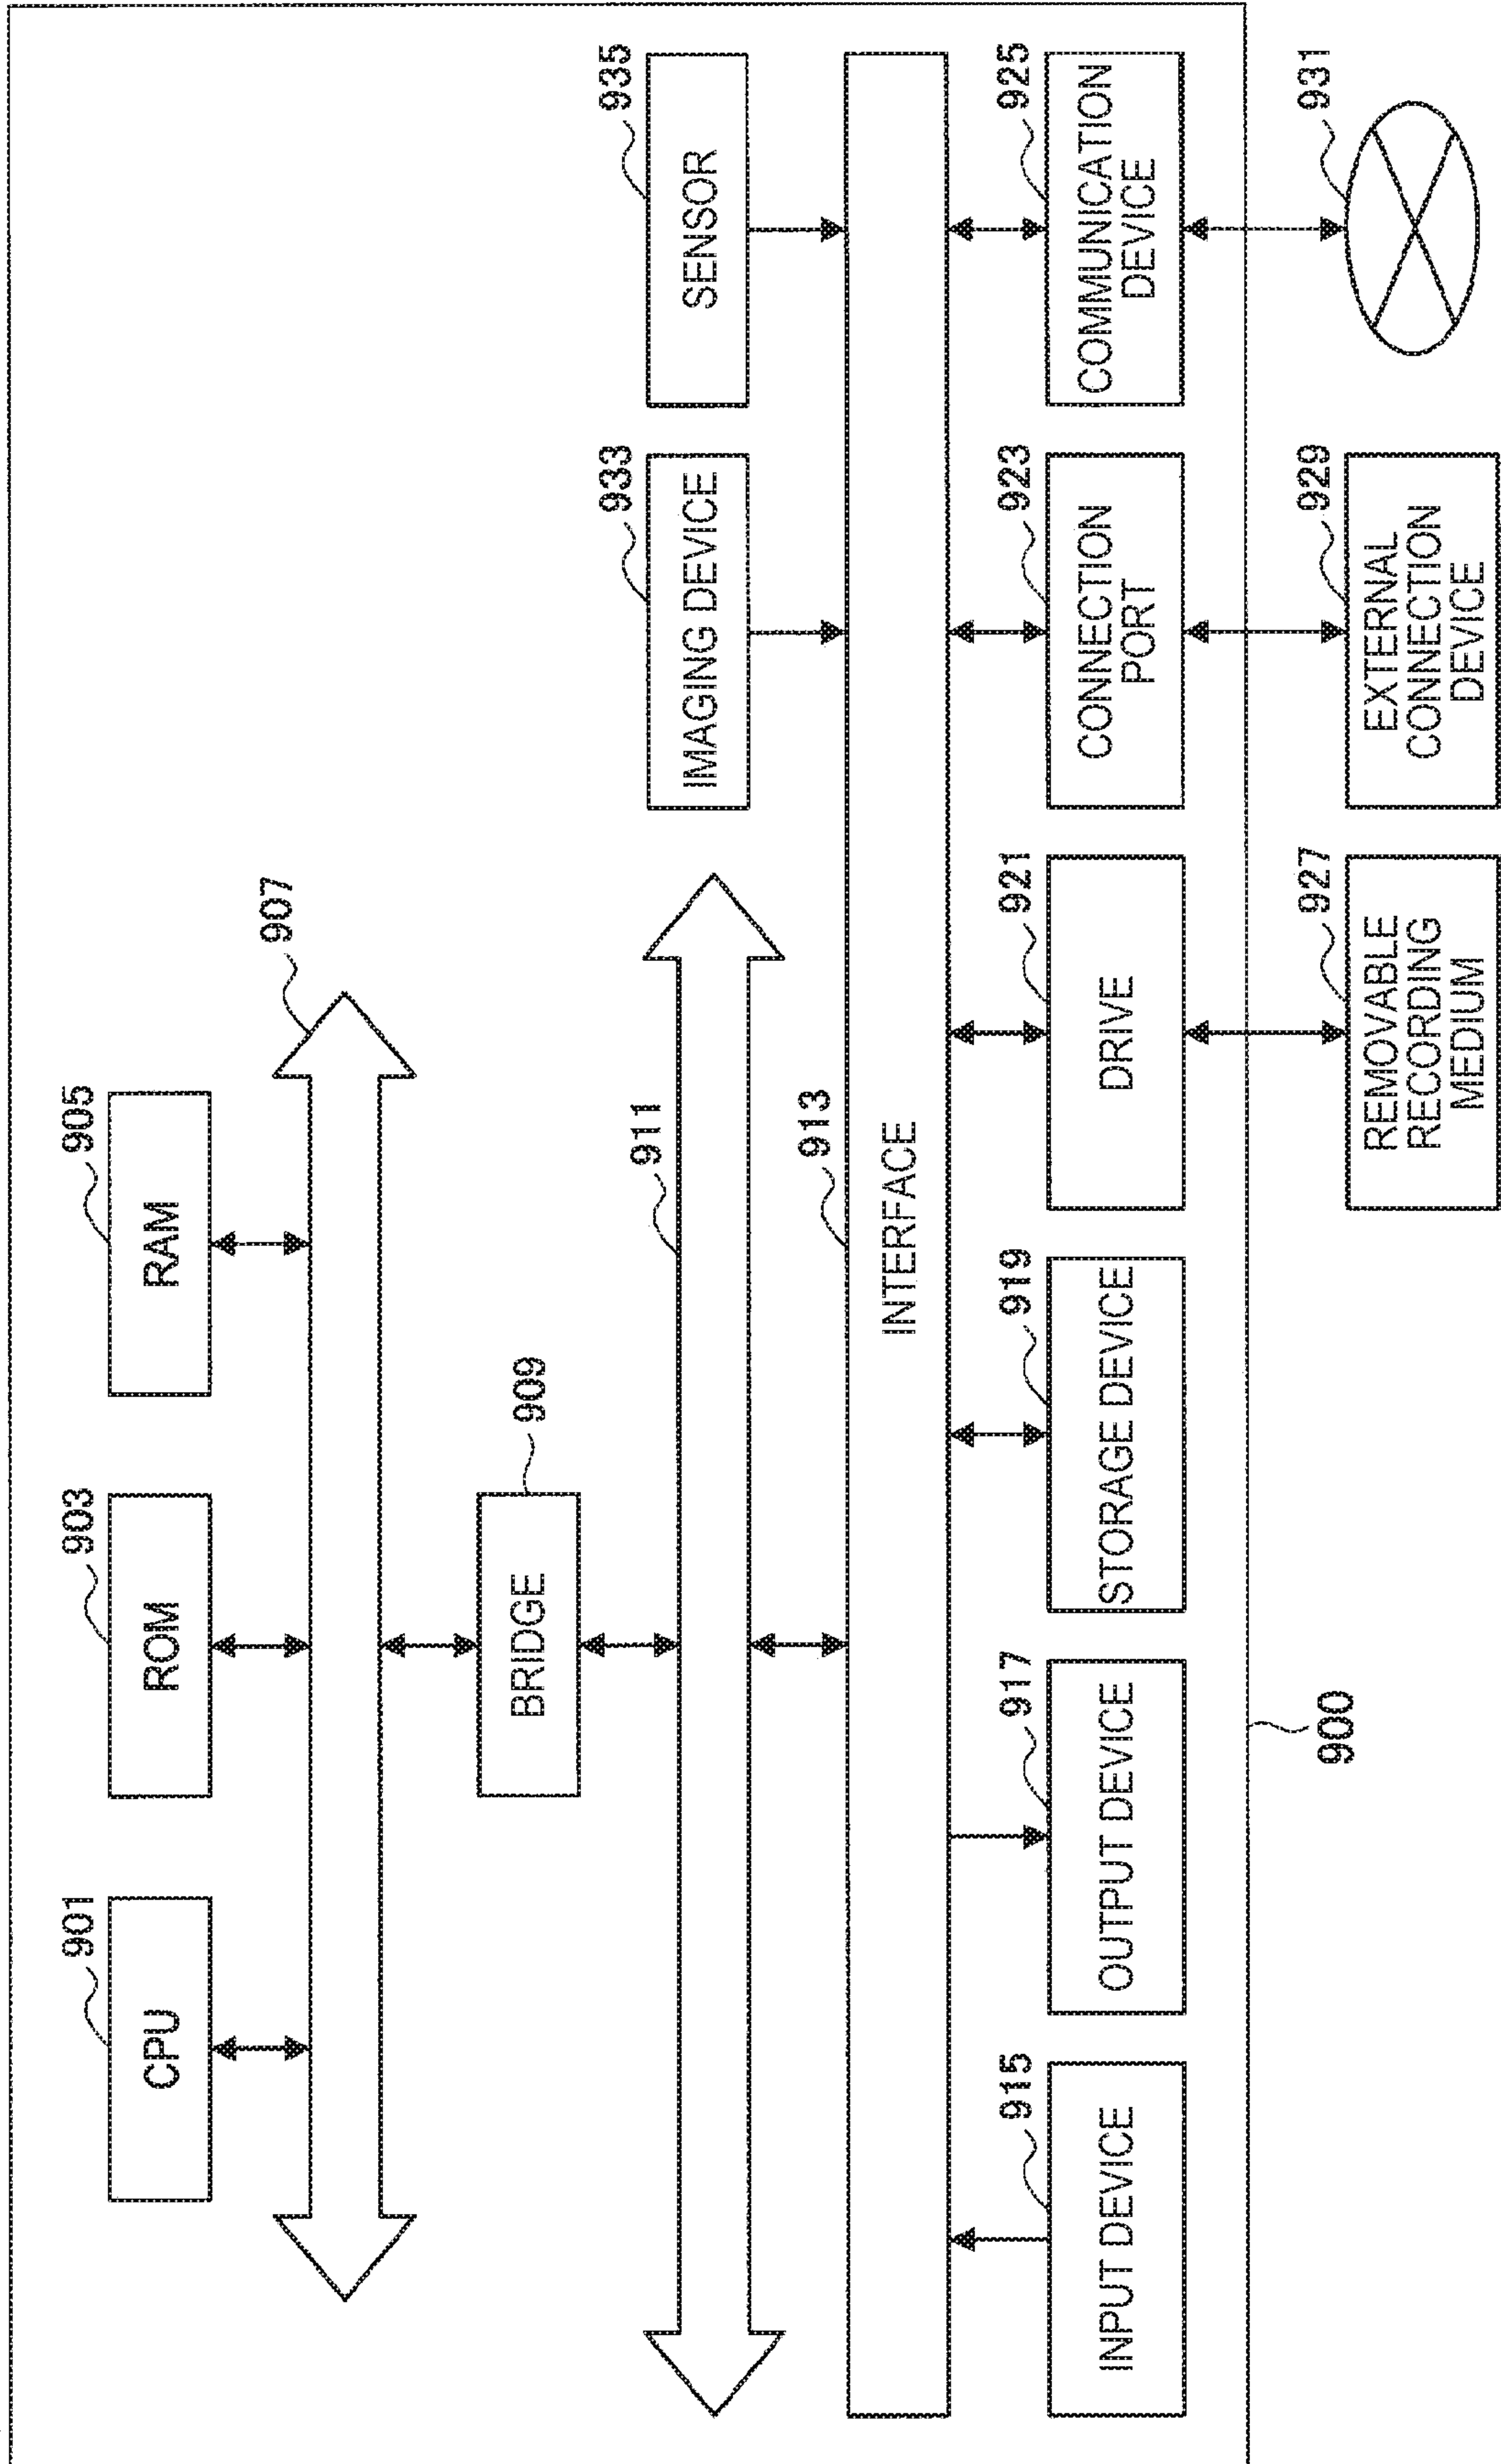 901
CPU
903
ROM
905
RAM
907
909
BRIDGE
911
933
IMAGING DEVICE
935
SENSOR
913
INTERFACE
915
INPUT DEVICE
917
OUTPUT DEVICE
919
STORAGE DEVICE
921
DRIVE
923
CONNECTION
PORT
925
COMMUNICATION
DEVICE
900
927
REMOVABLE
RECORDING
MEDIUM
929
EXTERNAL
CONNECTION
DEVICE
931